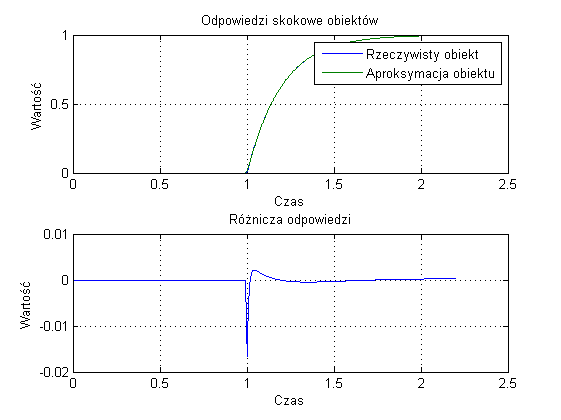 Odpowiedzi skokowe obiektów
1
0.5
0
Wartość
Rzeczywisty obiekt
Aproksymacja obiektu
0 0.5 1 1.5 2 2.5
Czas
Różnicza odpowiedzi
0.01
0
-0.01
-0.02
Wartość
0 0.5 1 1.5 2 2.5
Czas